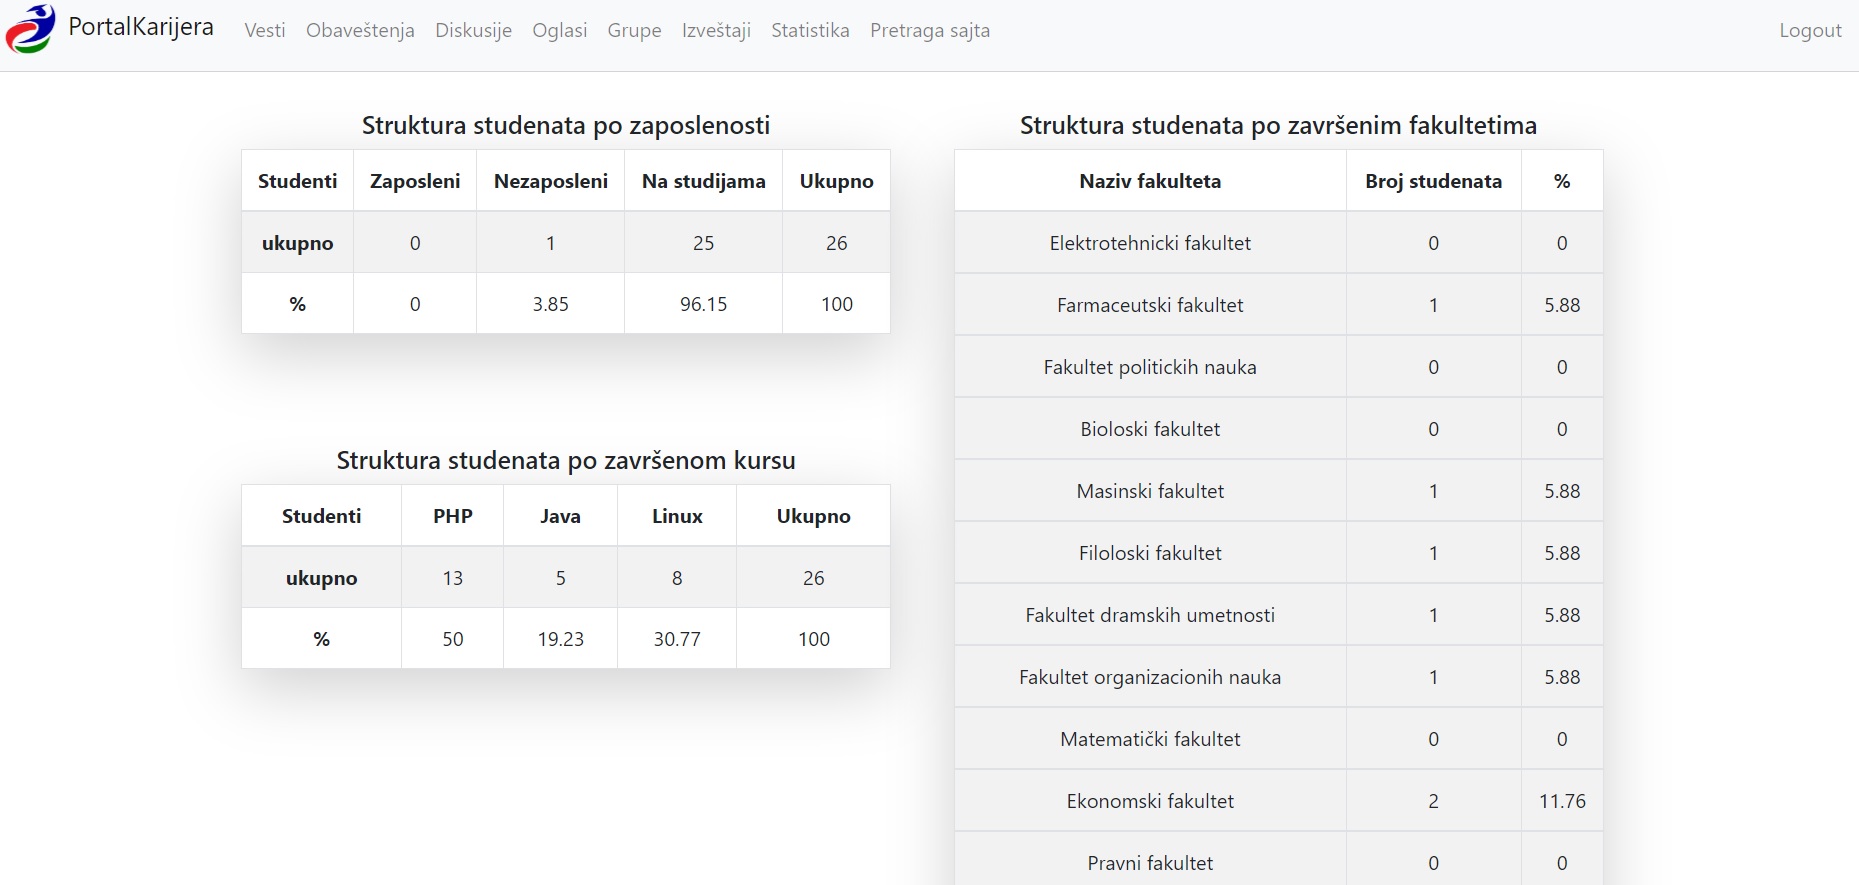 PortalKarijera Vesti Obaveštenja Diskusije Oglasi Grupe Izveštaji Statistika Pretraga sajta Logout
Struktura studenata po zaposlenosti
Studenti Zaposleni Nezaposleni Na studijama Ukupno
ukupno 0 1 25 26
% 0 3.85 96.15 100
Struktura studenata po završenom kursu
Studenti PHP Java Linux Ukupno
ukupno 13 5 8 26
% 50 19.23 30.77 100
Struktura studenata po završenim fakultetima
Naziv fakulteta Broj studenata %
Elektrotehnicki fakultet 0 0
Farmaceutski fakultet 1 5.88
Fakultet politickih nauka 0 0
Bioloski fakultet 0 0
Masinski fakultet 1 5.88
Filoloski fakultet 1 5.88
Fakultet dramskih umetnosti 1 5.88
Fakultet organizacionih nauka 1 5.88
Matematički fakultet 0 0
Ekonomski fakultet 2 11.76
Pravni fakultet 0 0